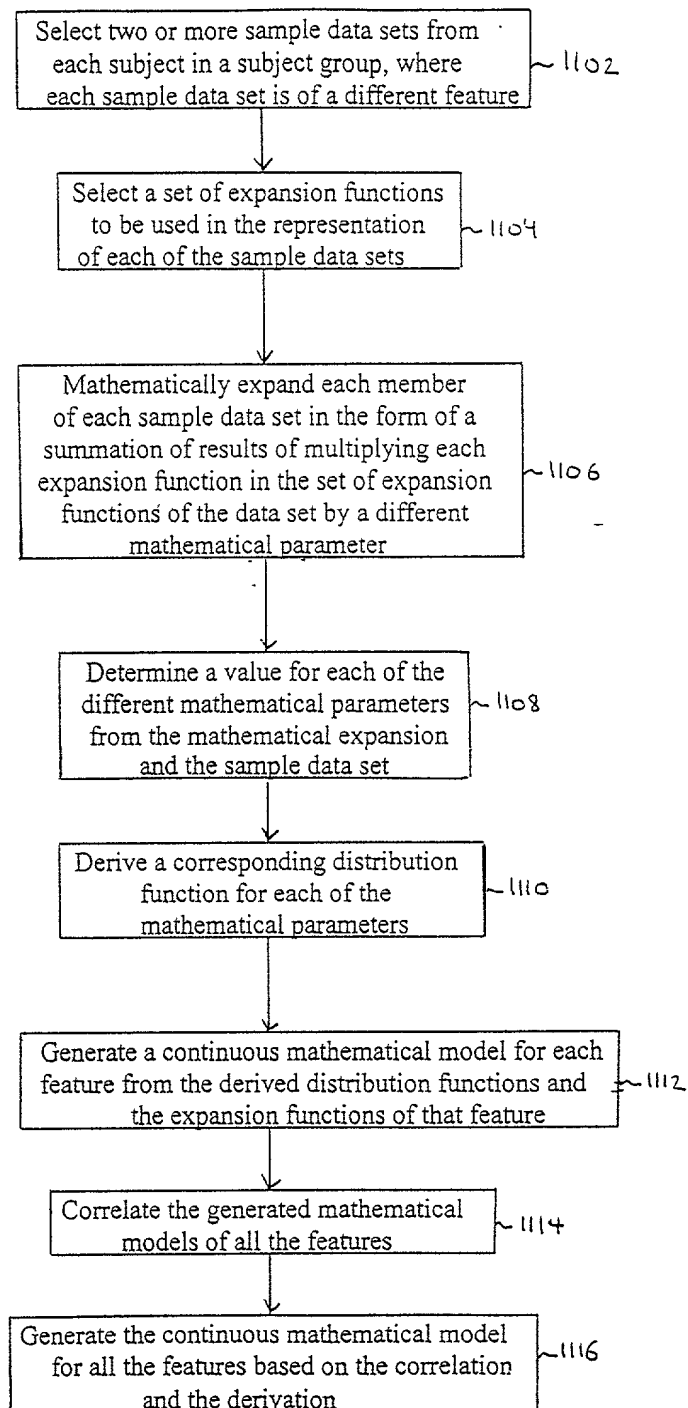 Select two or more sample data sets from
each subject in a subject group, where
each sample data set is of a different feature
1102
Select a set of expansion functions
to be used in the representation
of each of the sample data sets
1104
Mathematically expand each member
of each sample data set in the form of a
summation of results of multiplying each
expansion function in the set of expansion
functions of the data set by a different
mathematical parameter
1106
Determine a value for each of the
different mathematical parameters
from the mathematical expansion
and the sample data set
1108
Derive a corresponding distribution
function for each of the
mathematical parameters
1110
Generate a continuous mathematical model for each
feature from the derived distribution functions and
the expansion functions of that feature
1112
Correlate the generated mathematical
models of all the features
1114
Generate the continuous mathematical model
for all the features based on the correlation
and the derivation
1116